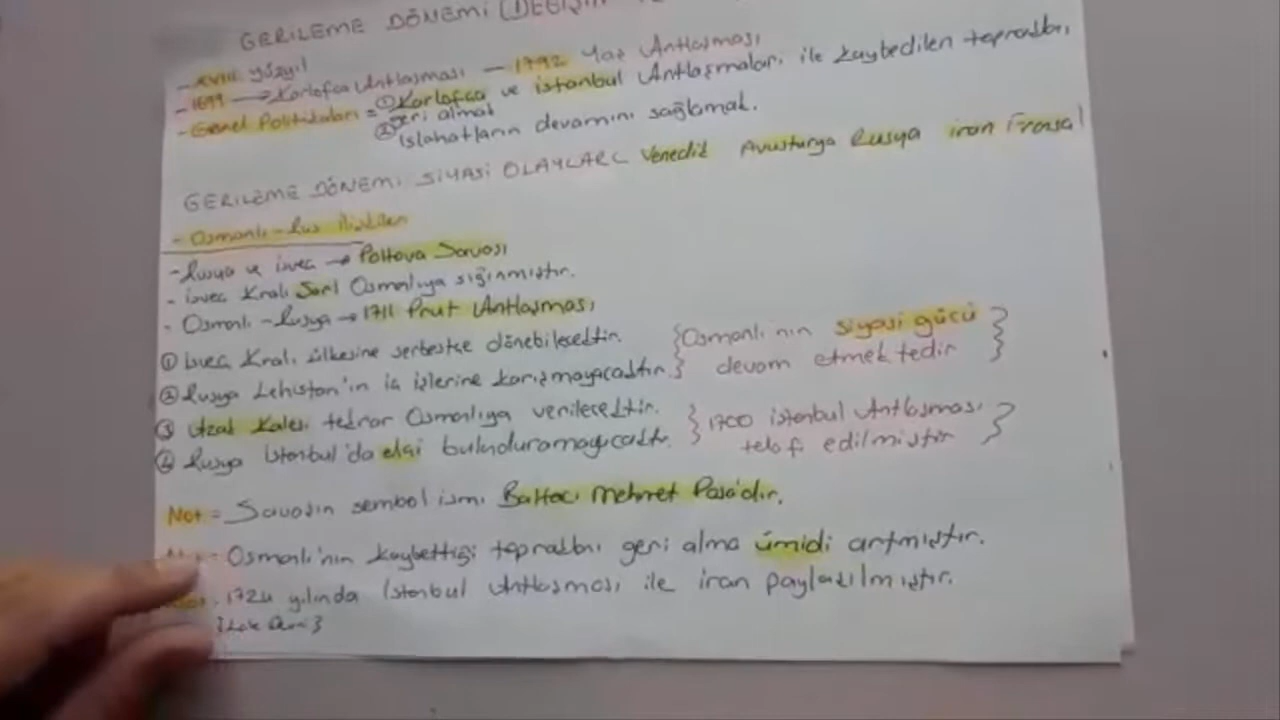 GERİLEME DÖNEMİ (DEĞİŞİM
- XVIII. yüzyıl
- 1699 → Karlofça Antlaşması — 1792 Yaş Antlaşması
- Genel Politikaları = ① Karlofça ve İstanbul Antlaşmaları ile kaybedilen toprakları
geri almak
② Islahatların devamını sağlamak.
GERİLEME DÖNEMİ SİYASİ OLAYLARI Venedik Avusturya Rusya İran Fransa
- Osmanlı - Rus İlişkileri
- Rusya ve İsveç → Poltova Savaşı
- İsveç Kralı Şarl Osmanlıya sığınmıştır.
- Osmanlı - Rusya → 1711 Prut Antlaşması
① İsveç Kralı ülkesine serbestçe dönebilecektir.
② Rusya Lehistan'ın iç işlerine karışmayacaktır. } {Osmanlı'nın siyasi gücü devam etmektedir }
③ Azak Kalesi tekrar Osmanlıya verilecektir.
④ Rusya İstanbul'da elçi bulunduramayacaktır. } 1700 İstanbul Antlaşması telafi edilmiştir }
Not = Savaşın sembol ismi Baltacı Mehmet Paşa'dır.
= Osmanlı'nın kaybettiği toprakları geri alma ümidi artmıştır.
1724 yılında İstanbul Antlaşması ile İran paylaşılmıştır.
{Lale Devri}